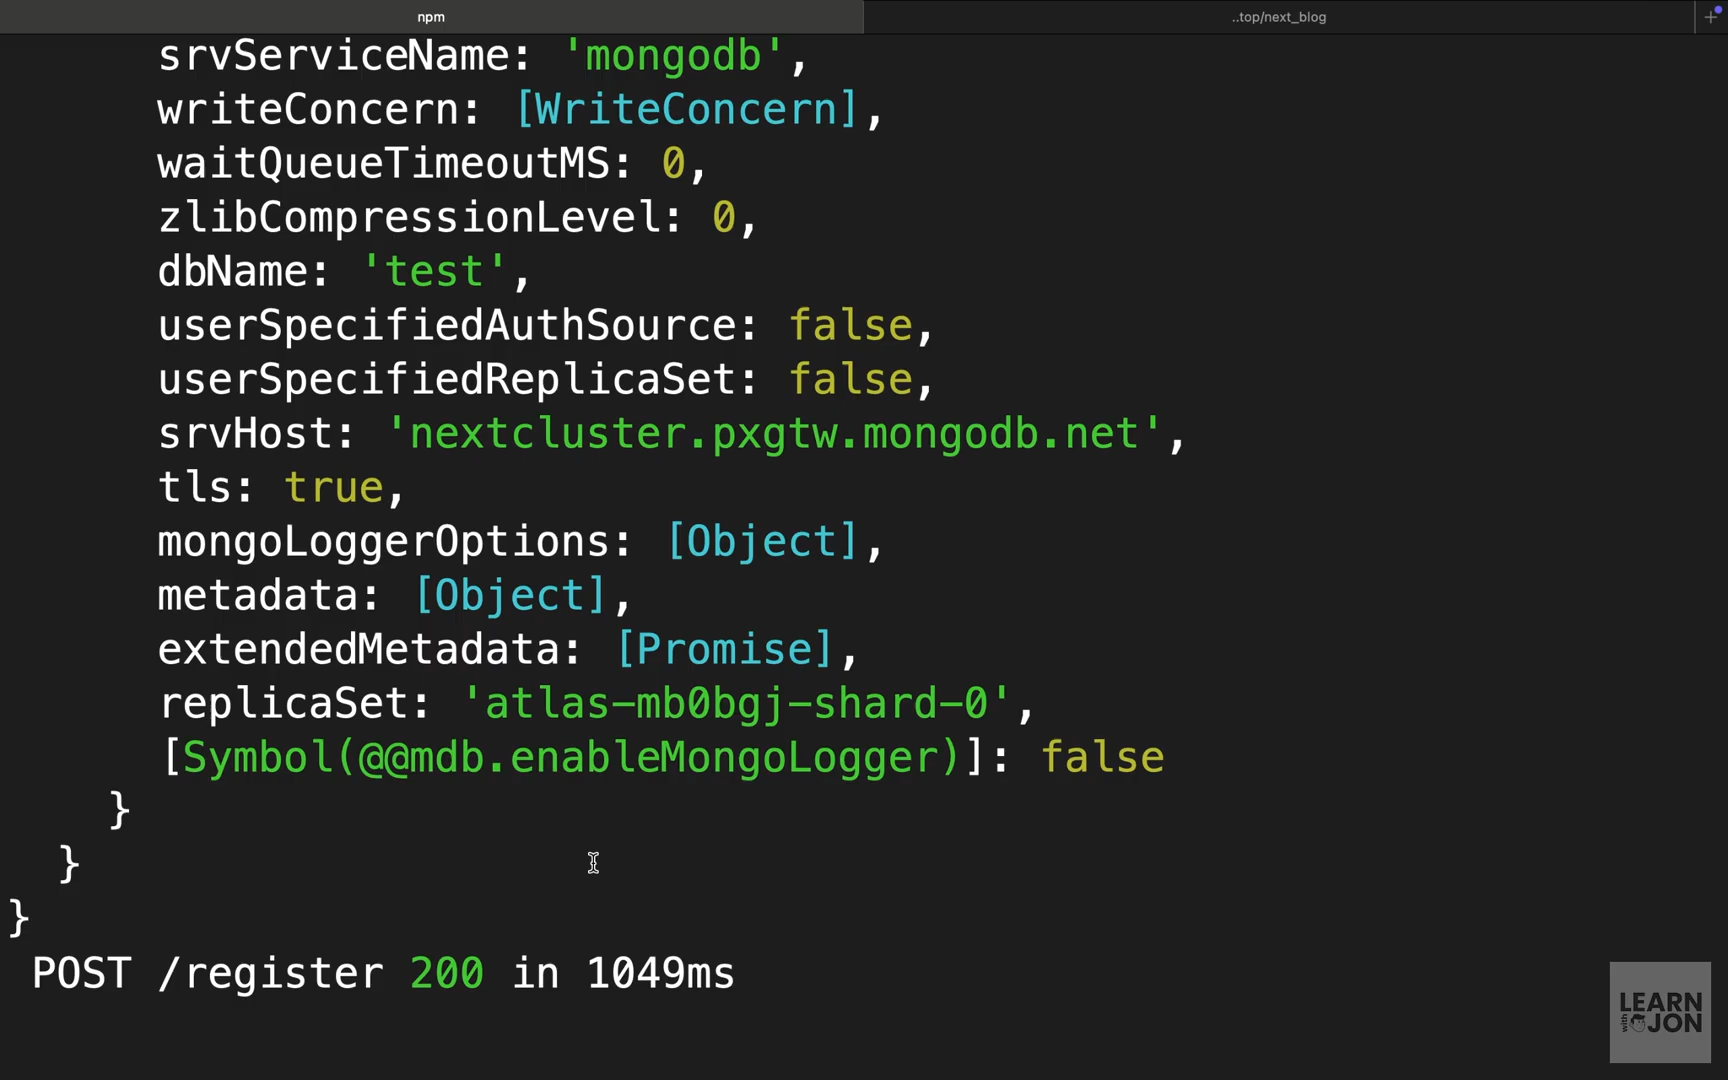 npm
..top/next_blog
srvServiceName: 'mongodb',
writeConcern: [WriteConcern],
waitQueueTimeoutMS: 0,
zlibCompressionLevel: 0,
dbName: 'test',
userSpecifiedAuthSource: false,
userSpecifiedReplicaSet: false,
srvHost: 'nextcluster.pxgtw.mongodb.net',
tls: true,
mongoLoggerOptions: [Object],
metadata: [Object],
extendedMetadata: [Promise],
replicaSet: 'atlas-mb0bgj-shard-0',
[Symbol(@@mdb.enableMongoLogger)]: false
}
}
}
POST /register 200 in 1049ms
LEARN
with JON